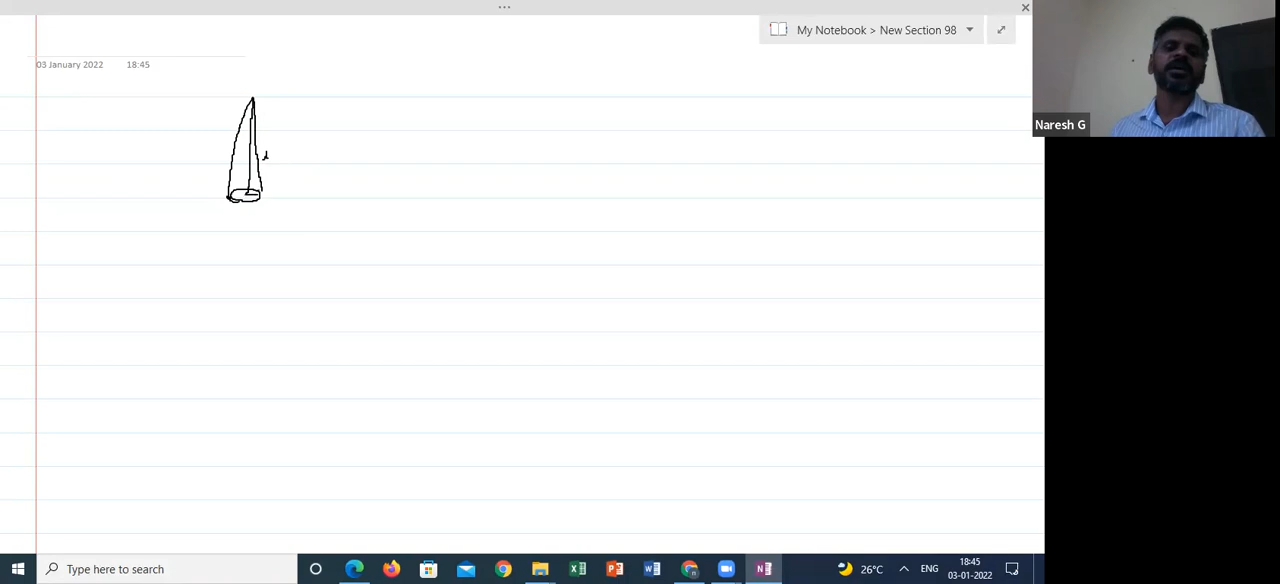 My Notebook > New Section 98
03 January 2022 18:45
Naresh G
Type here to search
26°C
ENG
18:45
03-01-2022